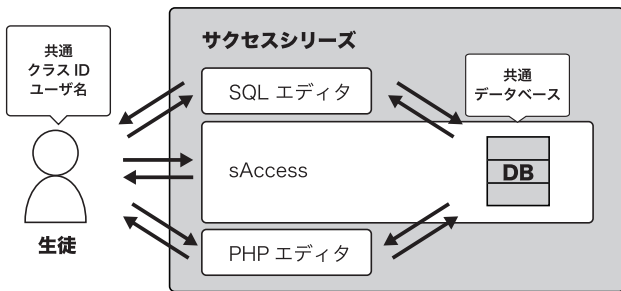 共通
クラス ID
ユーザ名
生徒
サクセスシリーズ
SQL エディタ
sAccess
PHP エディタ
共通
データベース
DB